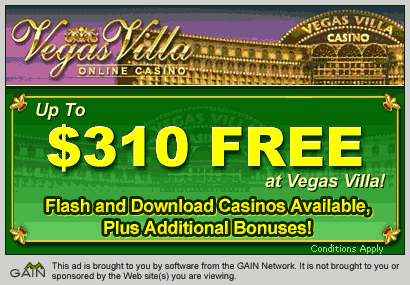 Vegas Villa
ONLINE CASINO
VEGAS VILLA
CASINO
Up To
$310 FREE
at Vegas Villa!
Flash and Download Casinos Available,
Plus Additional Bonuses!
Conditions Apply
GAIN
This ad is brought to you by software from the GAIN Network. It is not brought to you or
sponsored by the Web site(s) you are viewing.